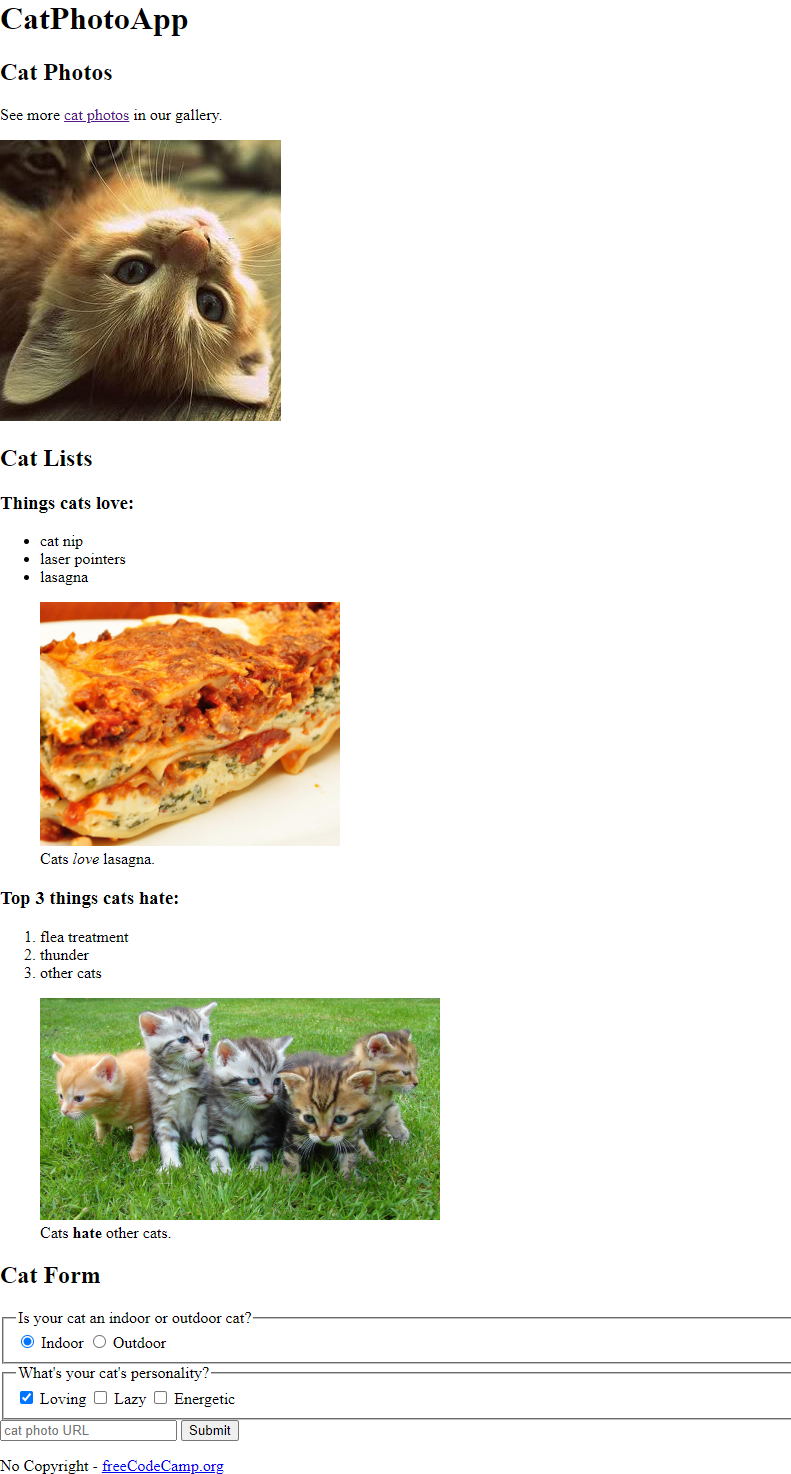 CatPhotoApp
Cat Photos
See more cat photos in our gallery.
Cat Lists
Things cats love:
• cat nip
• laser pointers
• lasagna
Cats love lasagna.
Top 3 things cats hate:
1. flea treatment
2. thunder
3. other cats
Cats hate other cats.
Cat Form
Is your cat an indoor or outdoor cat?
Indoor Outdoor
What's your cat's personality?
Loving Lazy Energetic
cat photo URL Submit
No Copyright - freeCodeCamp.org